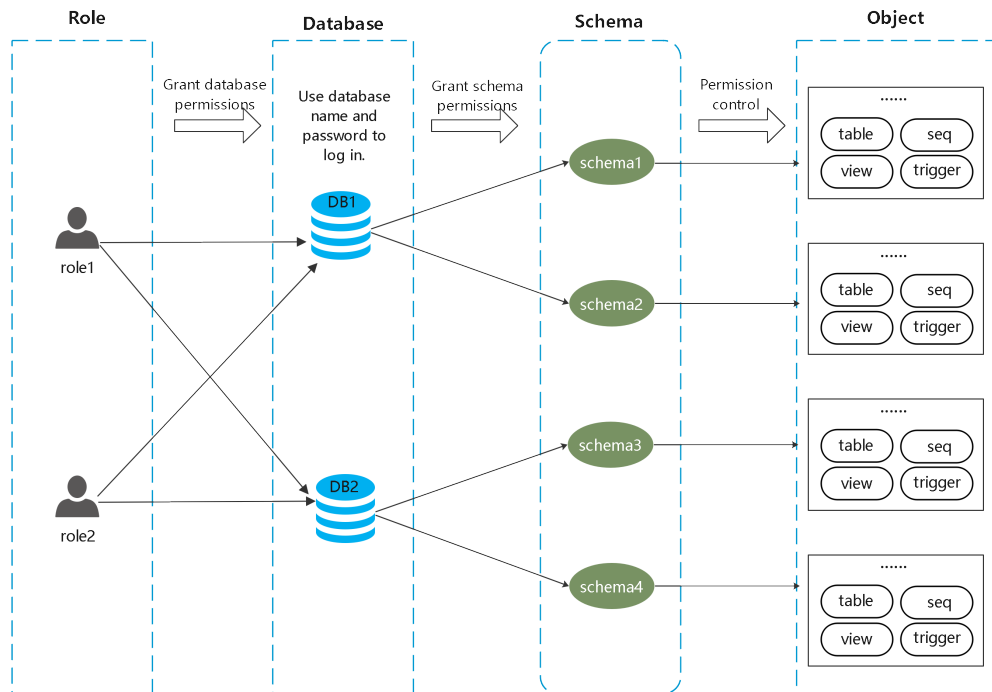 Role
Database
Schema
Object
Grant database
permissions
Use database
name and
password to
log in.
Grant schema
permissions
Permission
control
......
table
seq
view
trigger
schema1
DB1
role1
......
table
seq
view
trigger
schema2
......
table
seq
view
trigger
schema3
DB2
role2
......
table
seq
view
trigger
schema4